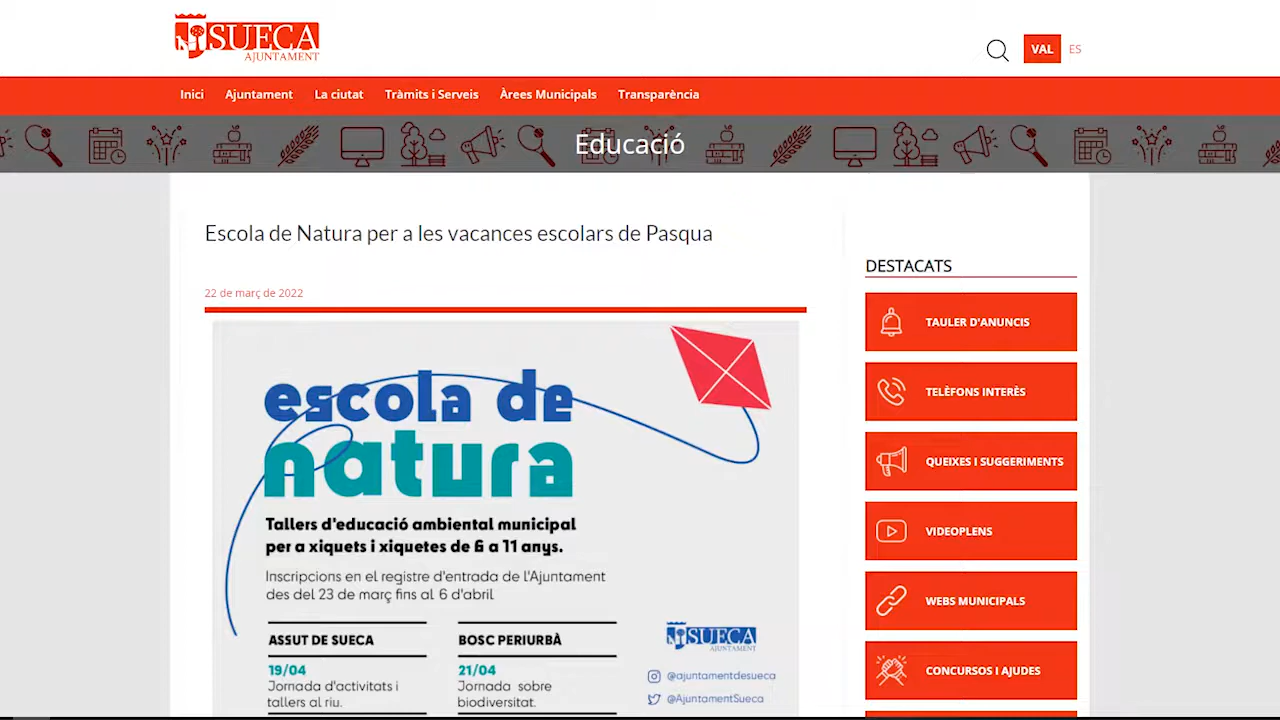 SUECA
AJUNTAMENT
VAL ES
Inici Ajuntament La ciutat Tràmits i Serveis Àrees Municipals Transparència
Educació
Escola de Natura per a les vacances escolars de Pasqua
22 de març de 2022
escola de
natura
Tallers d'educació ambiental municipal
per a xiquets i xiquetes de 6 a 11 anys.
Inscripcions en el registre d'entrada de l'Ajuntament
des del 23 de març fins al 6 d'abril
ASSUT DE SUECA
19/04
Jornada d'activitats i
tallers al riu.
BOSC PERIURBÀ
21/04
Jornada sobre
biodiversitat.
SUECA
AJUNTAMENT
@ajuntamentdesueca
@AjuntamentSueca
DESTACATS
TAULER D'ANUNCIS
TELÈFONS INTERÈS
QUEIXES I SUGGERIMENTS
VIDEOPLENS
WEBS MUNICIPALS
CONCURSOS I AJUDES